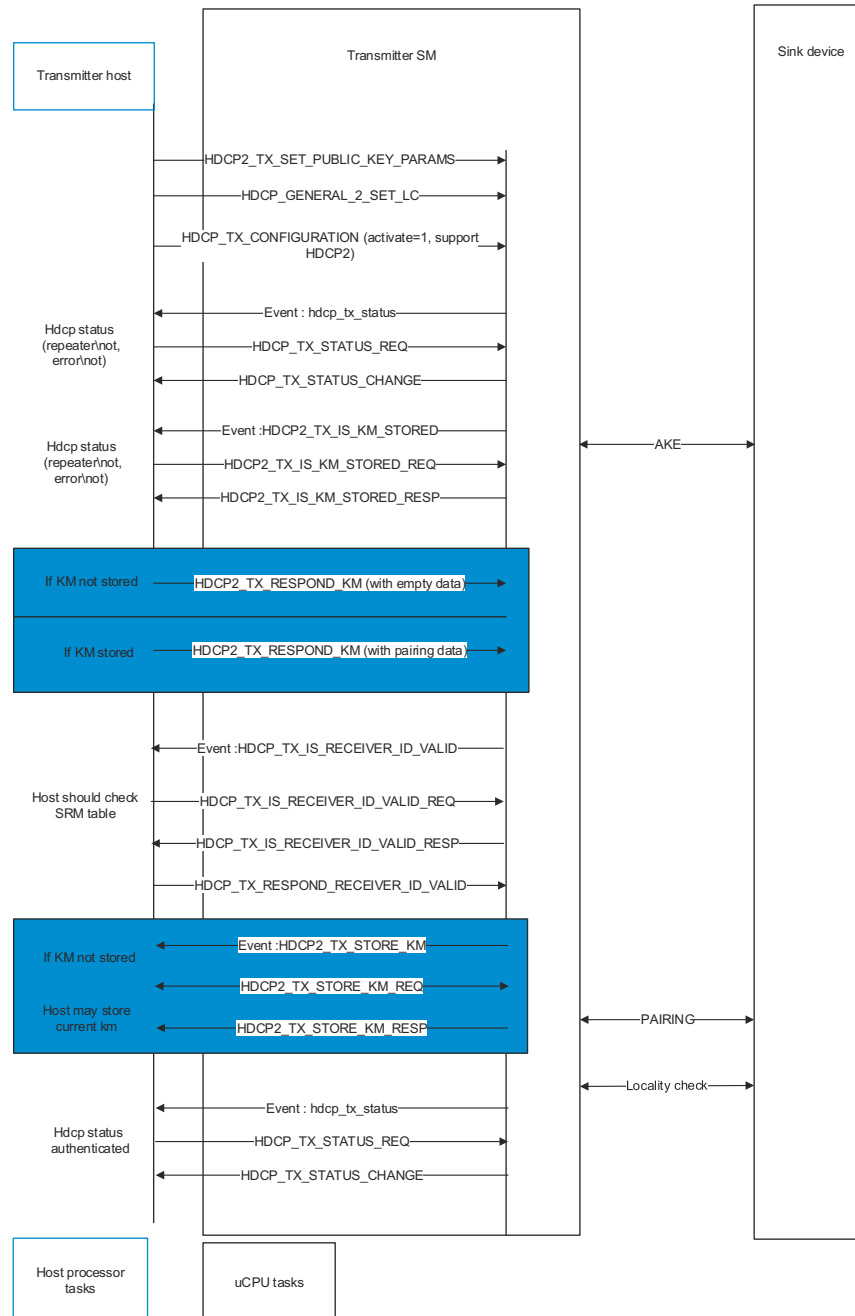 Transmitter host
Transmitter SM
Sink device
HDCP2_TX_SET_PUBLIC_KEY_PARAMS
HDCP_GENERAL_2_SET_LC
HDCP_TX_CONFIGURATION (activate=1, support
HDCP2)
Event : hdcp_tx_status
Hdcp status
(repeater\not,
error\not)
HDCP_TX_STATUS_REQ
HDCP_TX_STATUS_CHANGE
Event :HDCP2_TX_IS_KM_STORED
AKE
Hdcp status
(repeater\not,
error\not)
HDCP2_TX_IS_KM_STORED_REQ
HDCP2_TX_IS_KM_STORED_RESP
If KM not stored
HDCP2_TX_RESPOND_KM (with empty data)
If KM stored
HDCP2_TX_RESPOND_KM (with pairing data)
Event :HDCP_TX_IS_RECEIVER_ID_VALID
Host should check
SRM table
HDCP_TX_IS_RECEIVER_ID_VALID_REQ
HDCP_TX_IS_RECEIVER_ID_VALID_RESP
HDCP_TX_RESPOND_RECEIVER_ID_VALID
Event :HDCP2_TX_STORE_KM
If KM not stored
HDCP2_TX_STORE_KM_REQ
Host may store
current km
HDCP2_TX_STORE_KM_RESP
PAIRING
Locality check
Event : hdcp_tx_status
Hdcp status
authenticated
HDCP_TX_STATUS_REQ
HDCP_TX_STATUS_CHANGE
Host processor
tasks
uCPU tasks